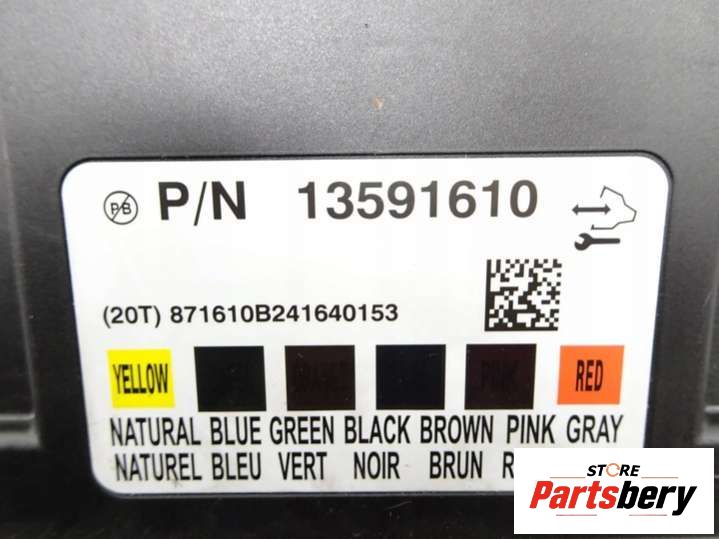 P/B P/N 13591610
(20T) 871610B241640153
YELLOW PINK RED
NATURAL BLUE GREEN BLACK BROWN PINK GRAY
NATUREL BLEU VERT NOIR BRUN
STORE
Partsbery